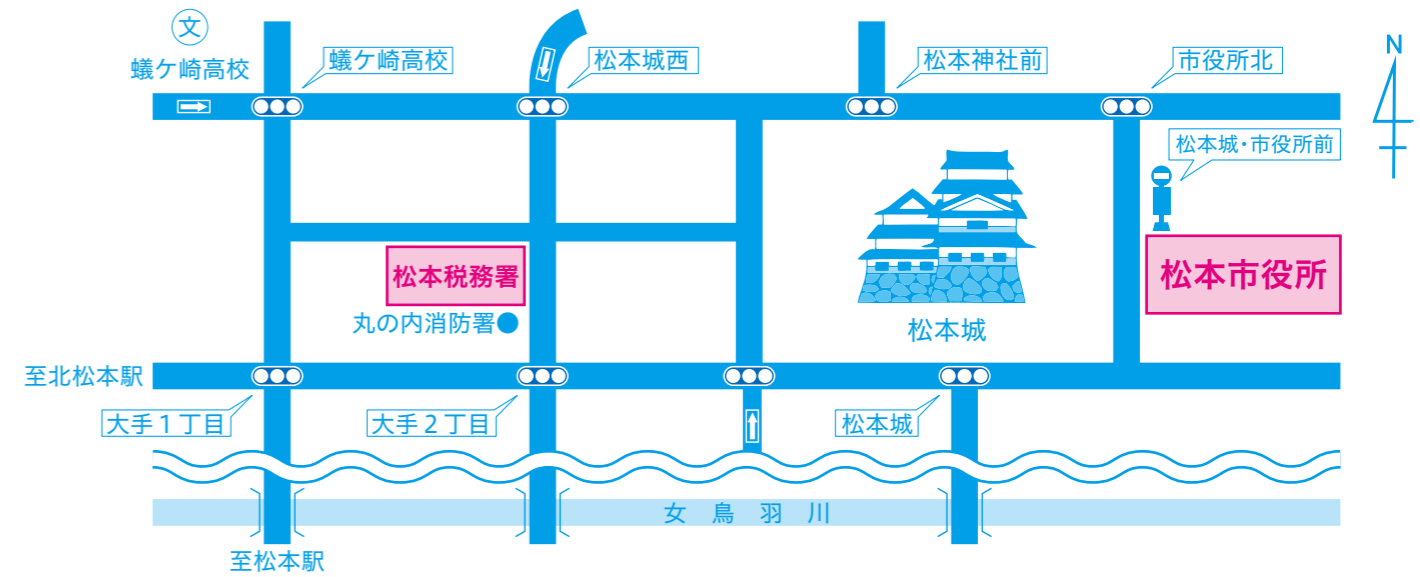 文
蟻ケ崎高校
蟻ケ崎高校
松本城西
松本神社前
市役所北
N
松本城・市役所前
松本税務署
丸の内消防署●
松本城
松本市役所
至北松本駅
大手1丁目
大手2丁目
松本城
女鳥羽川
至松本駅